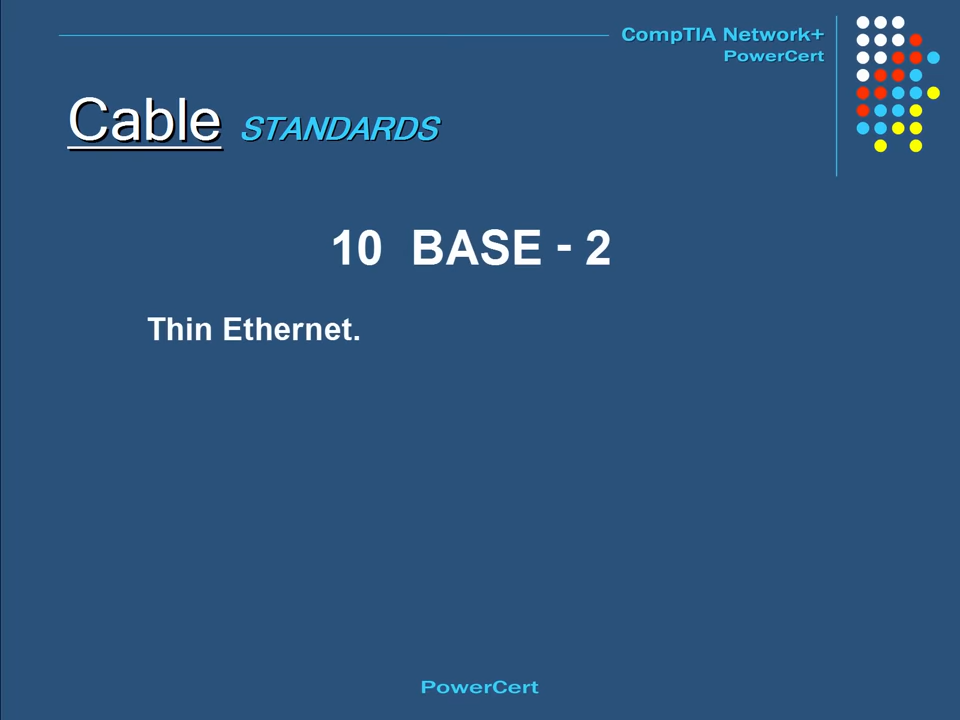 CompTIA Network+
PowerCert
Cable STANDARDS
10 BASE - 2
Thin Ethernet.
PowerCert